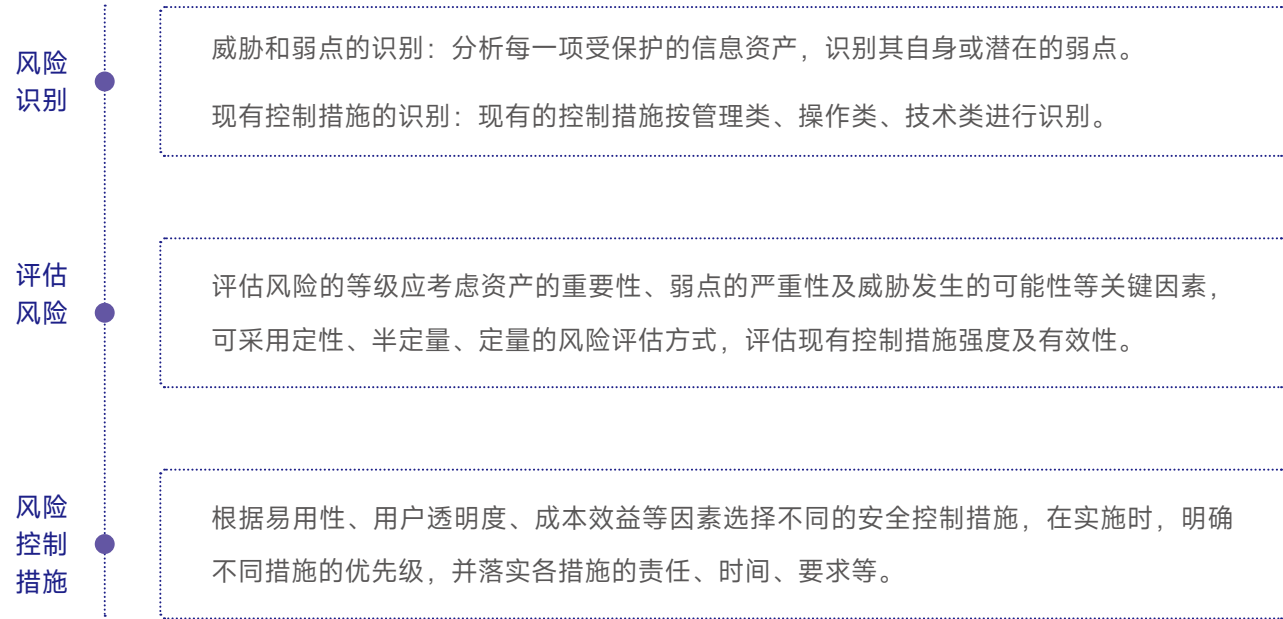 风险
识别
威胁和弱点的识别：分析每一项受保护的信息资产，识别其自身或潜在的弱点。
现有控制措施的识别：现有的控制措施按管理类、操作类、技术类进行识别。
评估
风险
评估风险的等级应考虑资产的重要性、弱点的严重性及威胁发生的可能性等关键因素，
可采用定性、半定量、定量的风险评估方式，评估现有控制措施强度及有效性。
风险
控制
措施
根据易用性、用户透明度、成本效益等因素选择不同的安全控制措施，在实施时，明确
不同措施的优先级，并落实各措施的责任、时间、要求等。